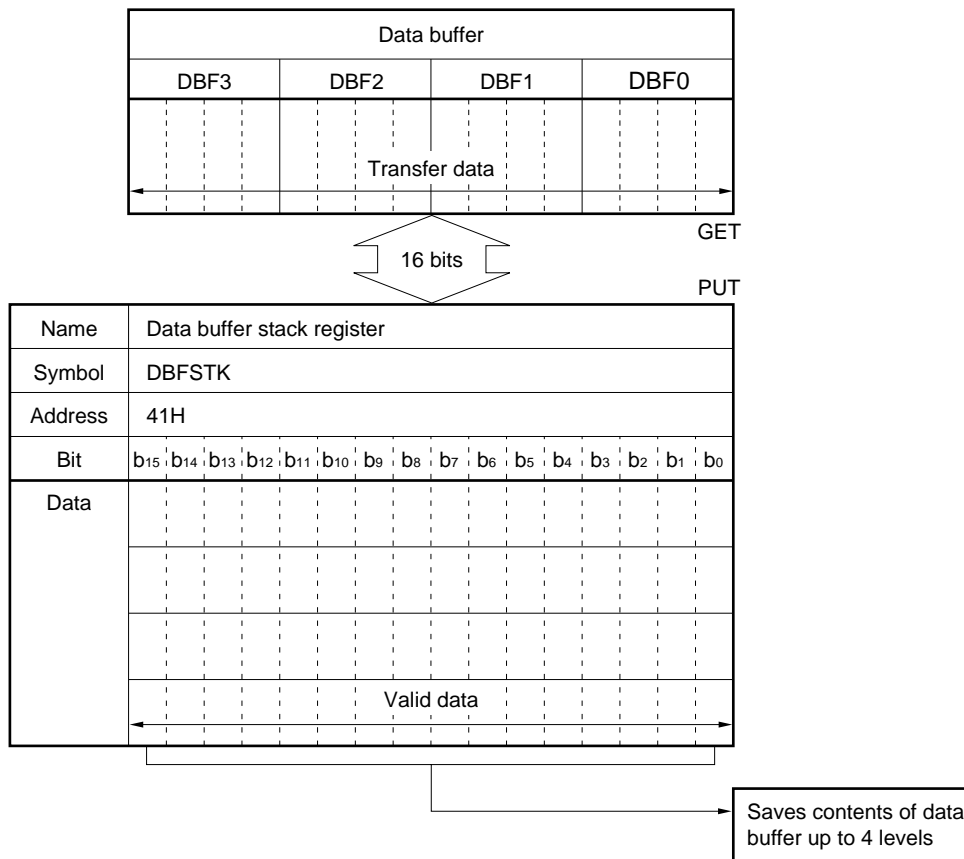 Data buffer
DBF3 DBF2 DBF1 DBF0
Transfer data
GET
16 bits
PUT
Name Data buffer stack register
Symbol DBFSTK
Address 41H
Bit b15 b14 b13 b12 b11 b10 b9 b8 b7 b6 b5 b4 b3 b2 b1 b0
Data
Valid data
Saves contents of data
buffer up to 4 levels